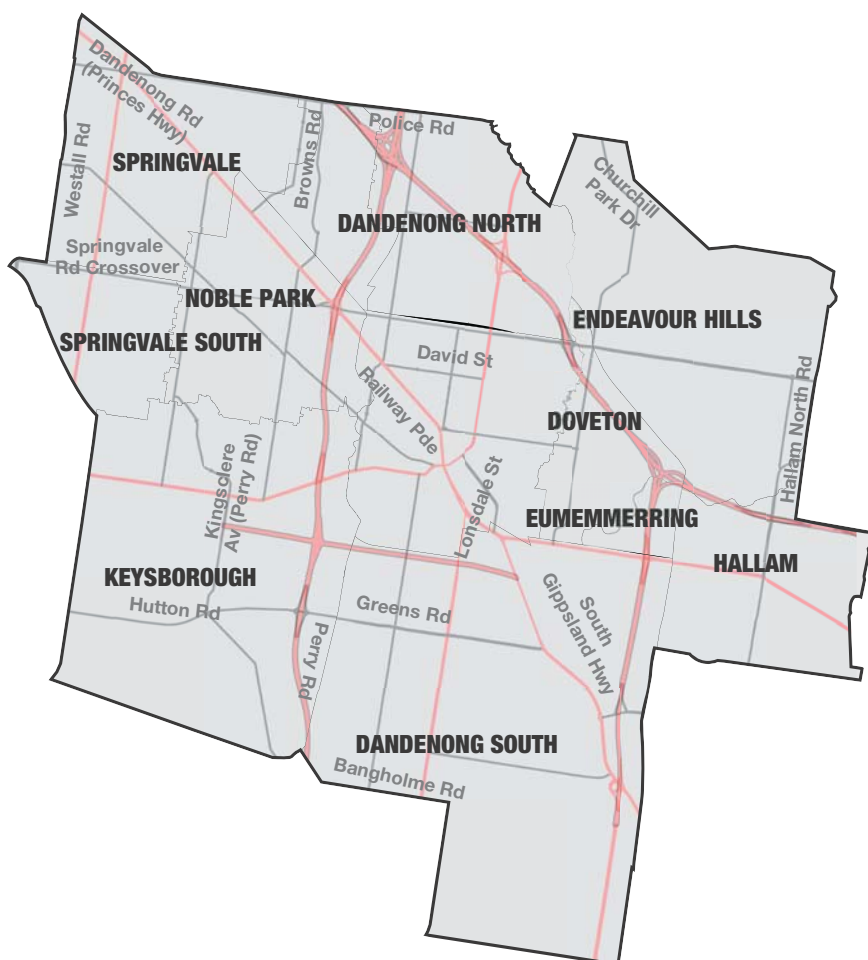 Dandenong Rd
(Princes Hwy)
Police Rd
Browns Rd
Westall Rd
SPRINGVALE
Churchill
Park Dr
DANDENONG NORTH
Springvale
Rd Crossover
NOBLE PARK
ENDEAVOUR HILLS
SPRINGVALE SOUTH
David St
Railway Pde
Hallam North Rd
DOVETON
Kingsclere
Av (Perry Rd)
Lonsdale St
EUMEMMERRING
HALLAM
KEYSBOROUGH
Hutton Rd
Greens Rd
South
Gippsland Hwy
Perry Rd
DANDENONG SOUTH
Bangholme Rd